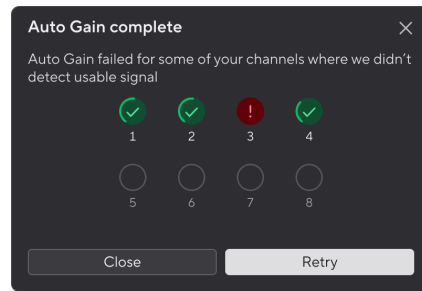 Auto Gain complete
Auto Gain failed for some of your channels where we didn't
detect usable signal
!
1 2 3 4
5 6 7 8
Close Retry